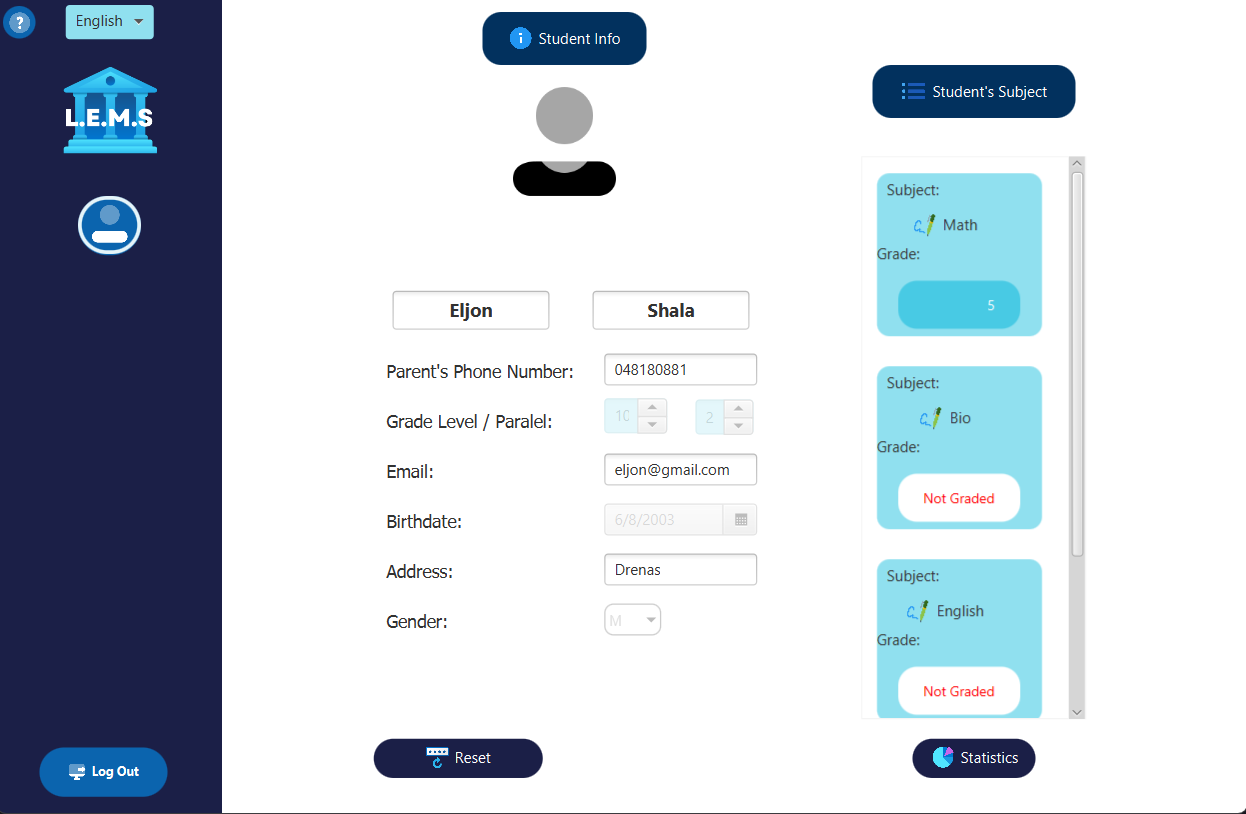 ?
English
L.E.M.S
Log Out
Student Info
Eljon
Shala
Parent's Phone Number:
048180881
Grade Level / Paralel:
10
2
Email:
eljon@gmail.com
Birthdate:
6/8/2003
Address:
Drenas
Gender:
M
Reset
Student's Subject
Subject:
Math
Grade:
5
Subject:
Bio
Grade:
Not Graded
Subject:
English
Grade:
Not Graded
Statistics